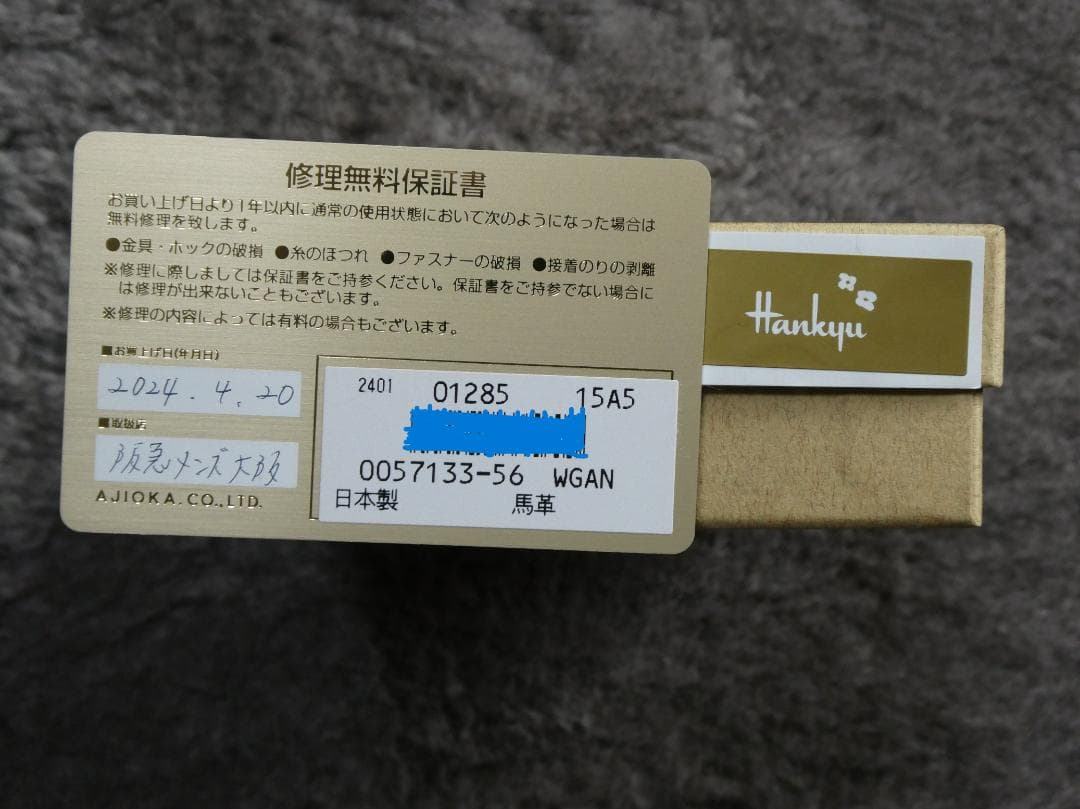 修理無料保証書
お買い上げ日より1年以内に通常の使用状態において次のようになった場合は
無料修理を致します。
●金具・ホックの破損 ●糸のほつれ ●ファスナーの破損 ●接着のりの剥離
※修理に際しましては保証書をご持参ください。保証書をご持参でない場合に
は修理が出来ないこともございます。
※修理の内容によっては有料の場合もございます。
■お買上げ日(年月日)
2024.4.20
■取扱店
阪急メンズ大阪
AJIOKA.CO.,LTD.
2401 01285 15A5
0057133-56 WGAN
日本製 馬革
Hankyu